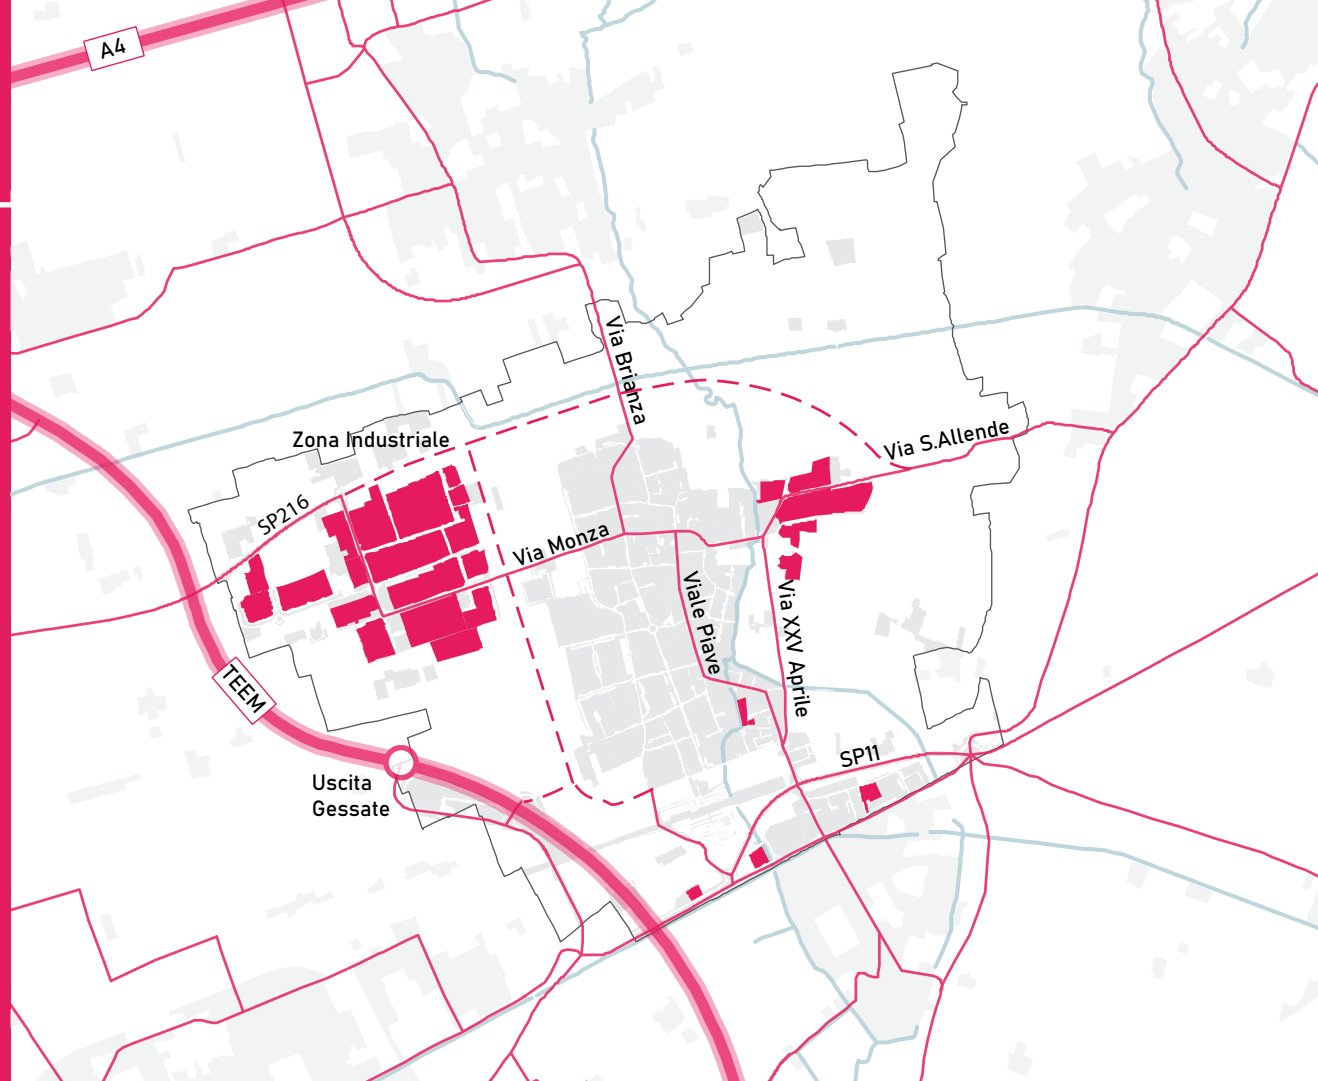 A4
Via Brianza
Zona Industriale
Via S.Allende
SP216
Via Monza
Viale Piave
Via XXV Aprile
TEEM
SP11
Uscita
Gessate